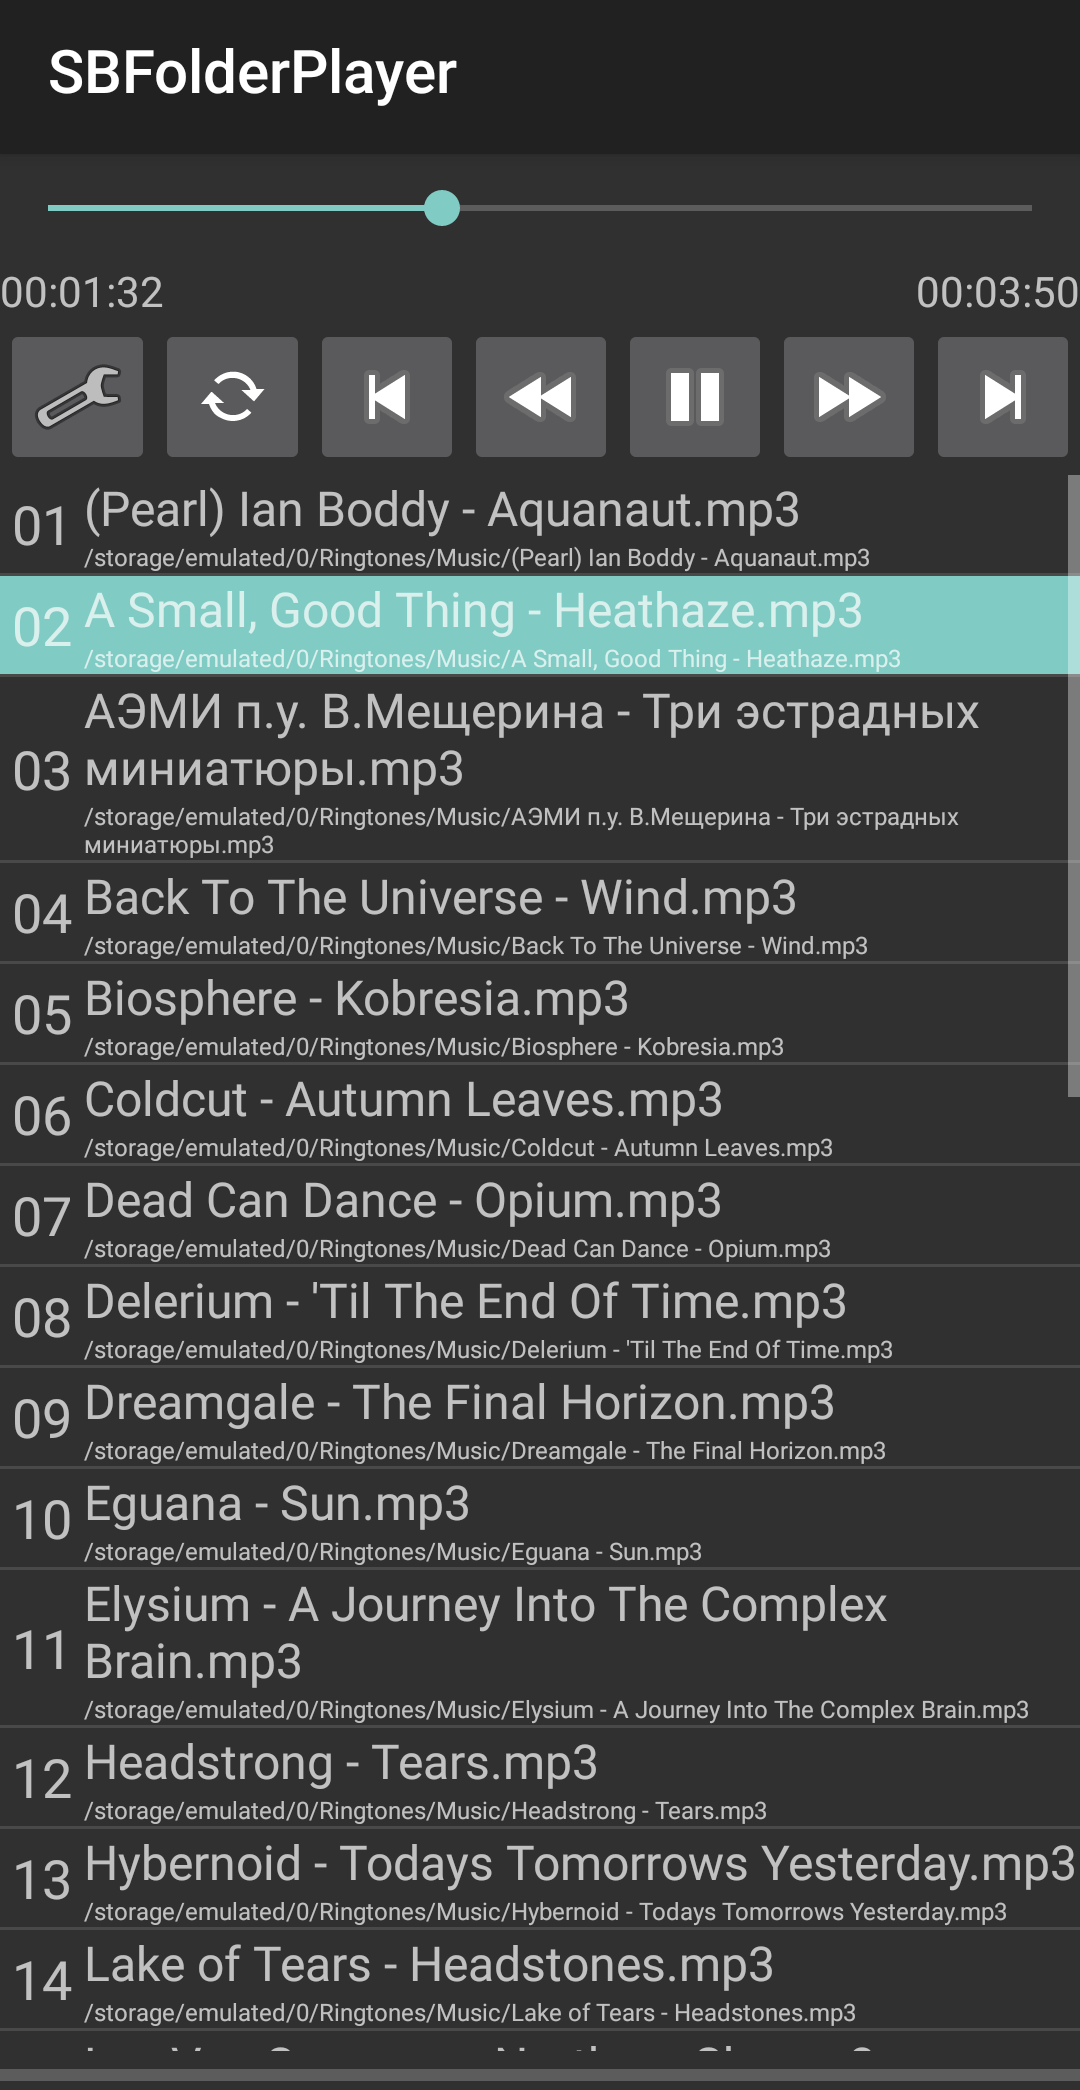 SBFolderPlayer
00:01:32 00:03:50
01 (Pearl) Ian Boddy - Aquanaut.mp3
/storage/emulated/0/Ringtones/Music/(Pearl) Ian Boddy - Aquanaut.mp3
02 A Small, Good Thing - Heathaze.mp3
/storage/emulated/0/Ringtones/Music/A Small, Good Thing - Heathaze.mp3
03 АЭМИ п.у. В.Мещерина - Три эстрадных
миниатюры.mp3
/storage/emulated/0/Ringtones/Music/АЭМИ п.у. В.Мещерина - Три эстрадных
миниатюры.mp3
04 Back To The Universe - Wind.mp3
/storage/emulated/0/Ringtones/Music/Back To The Universe - Wind.mp3
05 Biosphere - Kobresia.mp3
/storage/emulated/0/Ringtones/Music/Biosphere - Kobresia.mp3
06 Coldcut - Autumn Leaves.mp3
/storage/emulated/0/Ringtones/Music/Coldcut - Autumn Leaves.mp3
07 Dead Can Dance - Opium.mp3
/storage/emulated/0/Ringtones/Music/Dead Can Dance - Opium.mp3
08 Delerium - 'Til The End Of Time.mp3
/storage/emulated/0/Ringtones/Music/Delerium - 'Til The End Of Time.mp3
09 Dreamgale - The Final Horizon.mp3
/storage/emulated/0/Ringtones/Music/Dreamgale - The Final Horizon.mp3
10 Eguana - Sun.mp3
/storage/emulated/0/Ringtones/Music/Eguana - Sun.mp3
11 Elysium - A Journey Into The Complex
Brain.mp3
/storage/emulated/0/Ringtones/Music/Elysium - A Journey Into The Complex Brain.mp3
12 Headstrong - Tears.mp3
/storage/emulated/0/Ringtones/Music/Headstrong - Tears.mp3
13 Hybernoid - Todays Tomorrows Yesterday.mp3
/storage/emulated/0/Ringtones/Music/Hybernoid - Todays Tomorrows Yesterday.mp3
14 Lake of Tears - Headstones.mp3
/storage/emulated/0/Ringtones/Music/Lake of Tears - Headstones.mp3